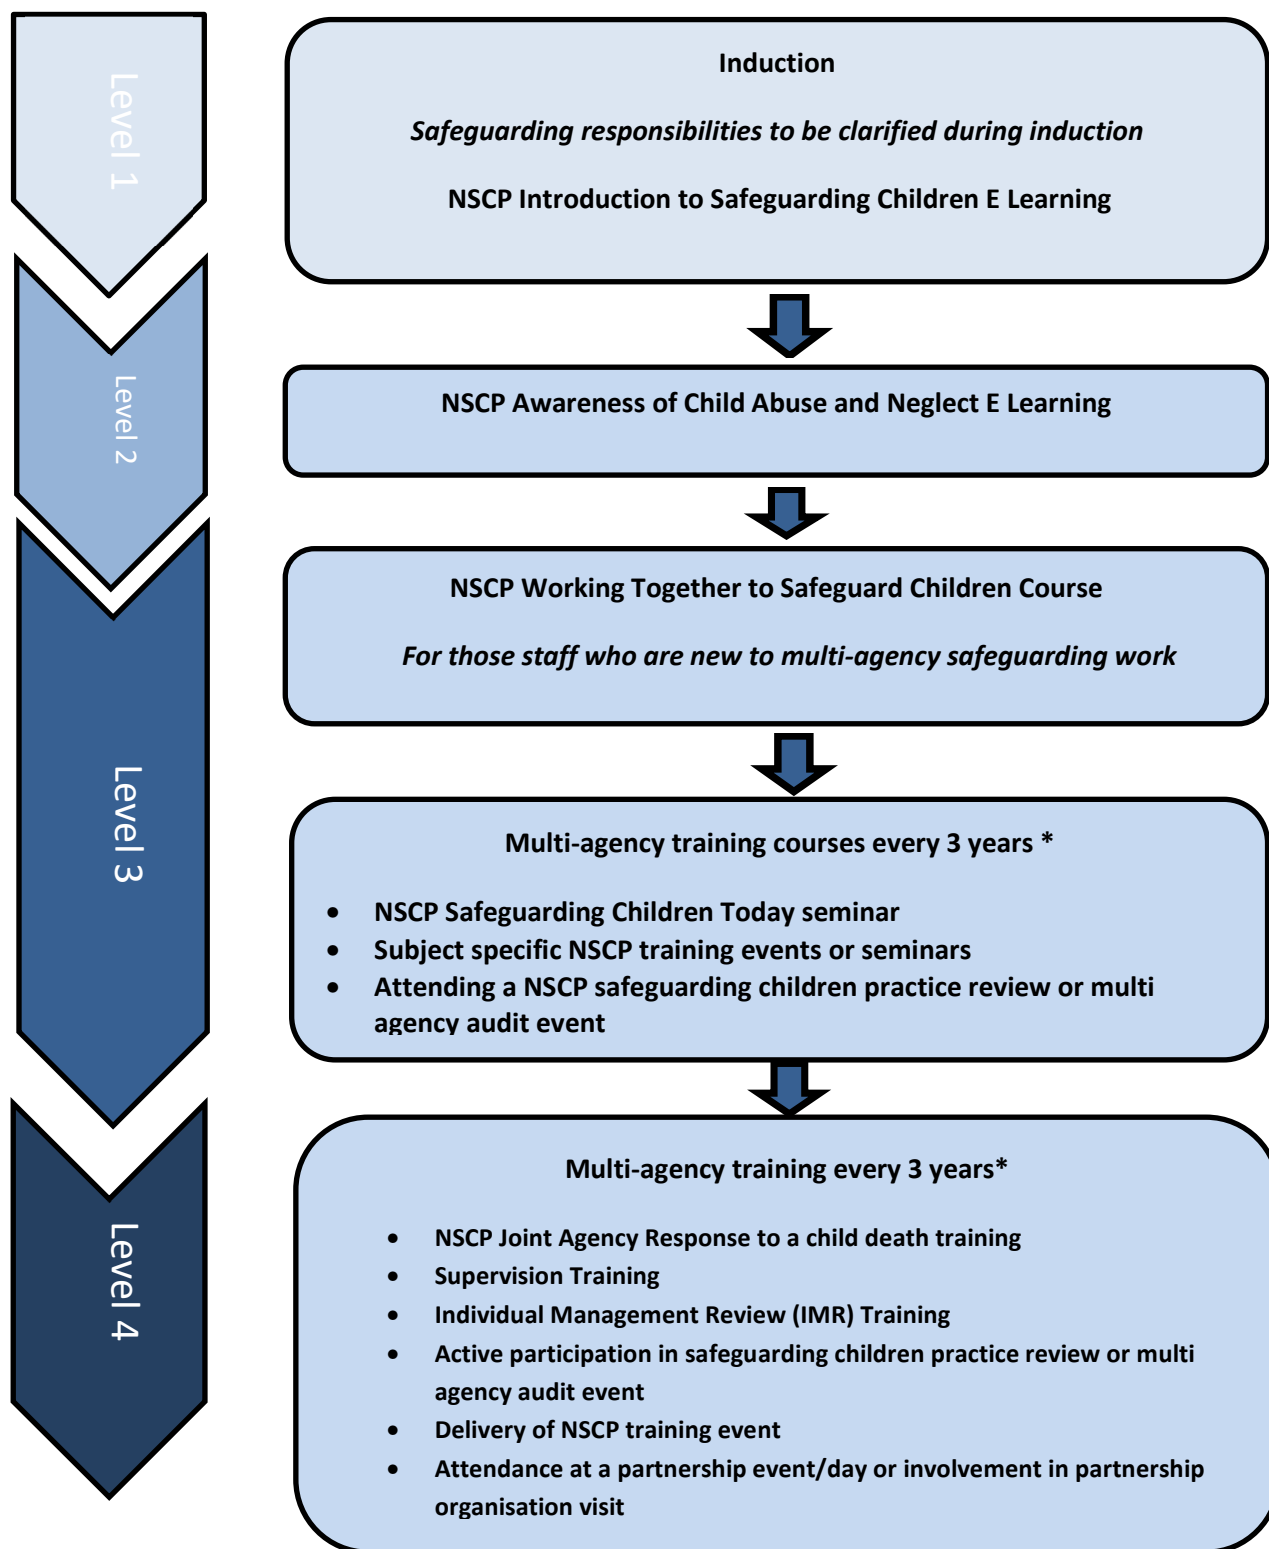 Level 1
Induction
Safeguarding responsibilities to be clarified during induction
NSCP Introduction to Safeguarding Children E Learning
Level 2
NSCP Awareness of Child Abuse and Neglect E Learning
Level 3
NSCP Working Together to Safeguard Children Course
For those staff who are new to multi-agency safeguarding work
Multi-agency training courses every 3 years *
• NSCP Safeguarding Children Today seminar
• Subject specific NSCP training events or seminars
• Attending a NSCP safeguarding children practice review or multi
agency audit event
Level 4
Multi-agency training every 3 years*
• NSCP Joint Agency Response to a child death training
• Supervision Training
• Individual Management Review (IMR) Training
• Active participation in safeguarding children practice review or multi
agency audit event
• Delivery of NSCP training event
• Attendance at a partnership event/day or involvement in partnership
organisation visit